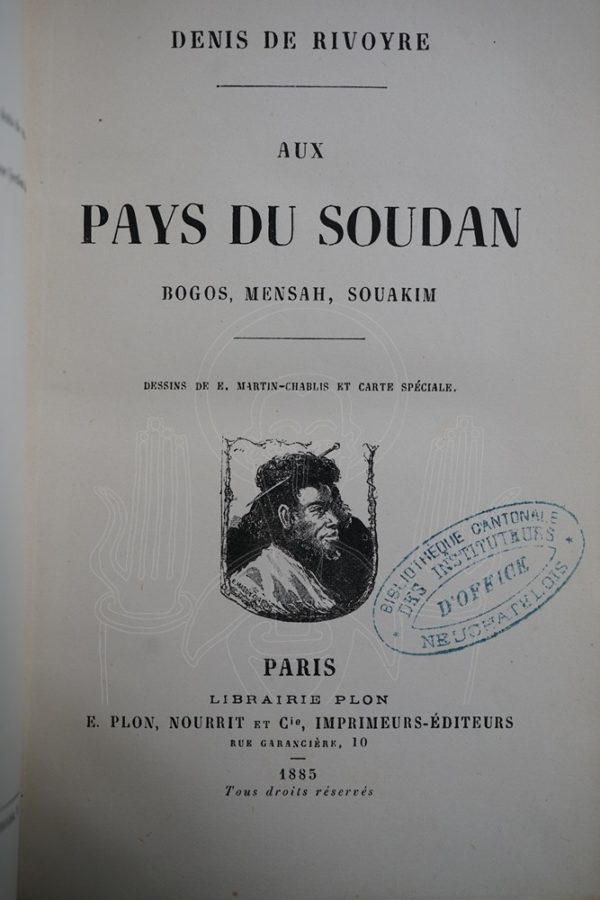 DENIS DE RIVOYRE
AUX
PAYS DU SOUDAN
BOGOS, MENSAH, SOUAKIM
DESSINS DE E. MARTIN-CHABLIS ET CARTE SPÉCIALE.
BIBLIOTHÈQUE CANTONALE
DES INSTITUTEURS
D'OFFICE
NEUCHATELOIS
PARIS
LIBRAIRIE PLON
E. PLON, NOURRIT ET Cie, IMPRIMEURS-ÉDITEURS
RUE GARANCIÈRE, 10
1885
Tous droits réservés